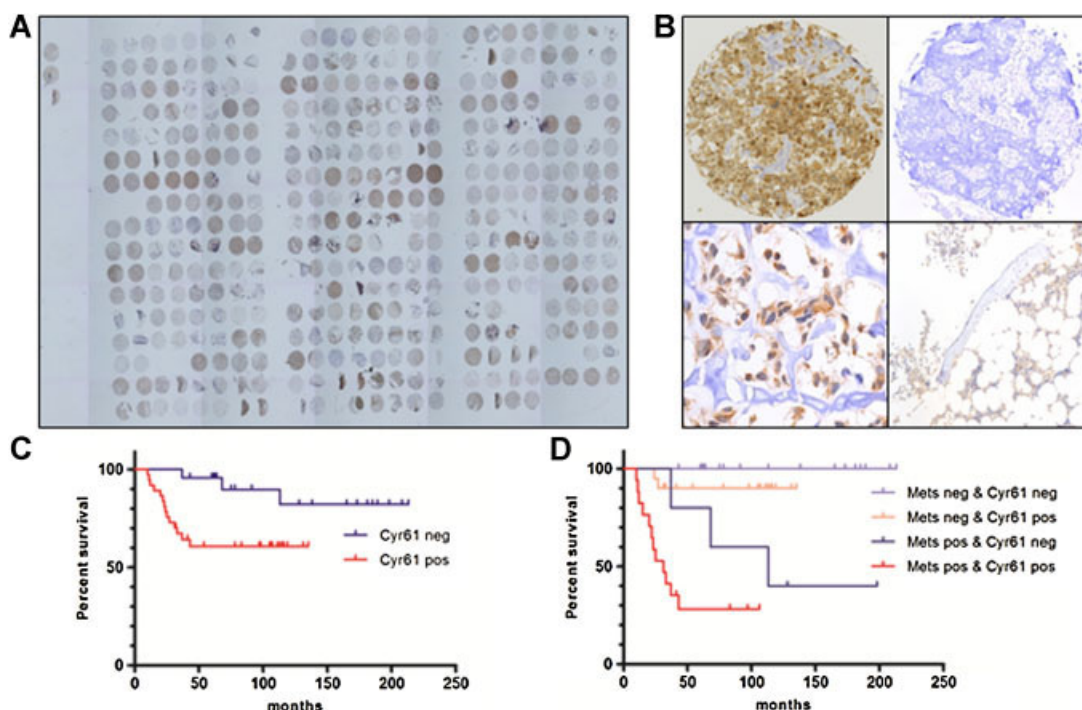 A
B
C
100
50
0
Percent survival
0 50 100 150 200 250
months
Cyr61 neg
Cyr61 pos
D
100
50
0
Percent survival
0 50 100 150 200 250
months
Mets neg & Cyr61 neg
Mets neg & Cyr61 pos
Mets pos & Cyr61 neg
Mets pos & Cyr61 pos